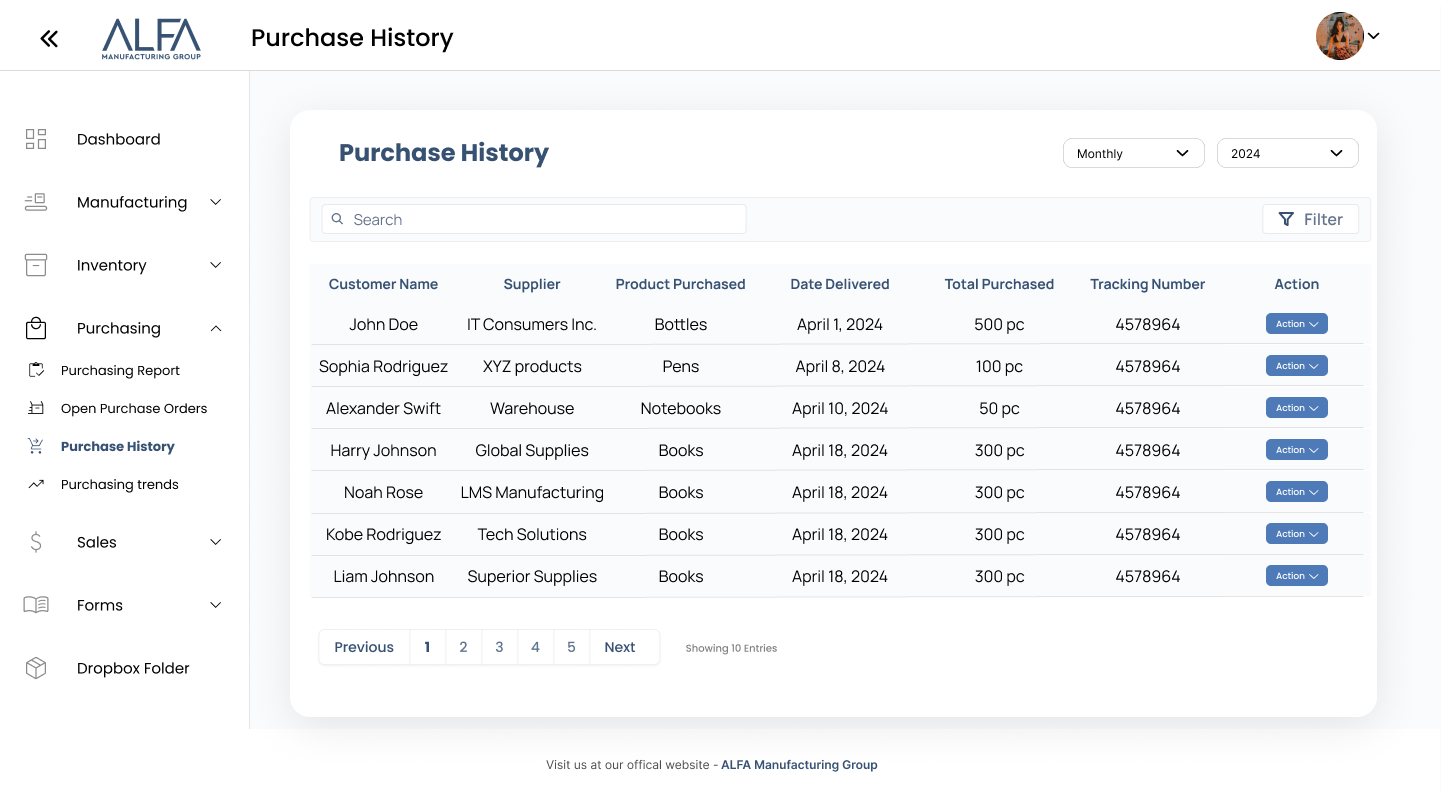 ALFA
MANUFACTURING GROUP
Purchase History
Dashboard
Manufacturing
Inventory
Purchasing
Purchasing Report
Open Purchase Orders
Purchase History
Purchasing trends
Sales
Forms
Dropbox Folder
Purchase History
Monthly
2024
Search
Filter
Customer Name Supplier Product Purchased Date Delivered Total Purchased Tracking Number Action
John Doe IT Consumers Inc. Bottles April 1, 2024 500 pc 4578964 Action
Sophia Rodriguez XYZ products Pens April 8, 2024 100 pc 4578964 Action
Alexander Swift Warehouse Notebooks April 10, 2024 50 pc 4578964 Action
Harry Johnson Global Supplies Books April 18, 2024 300 pc 4578964 Action
Noah Rose LMS Manufacturing Books April 18, 2024 300 pc 4578964 Action
Kobe Rodriguez Tech Solutions Books April 18, 2024 300 pc 4578964 Action
Liam Johnson Superior Supplies Books April 18, 2024 300 pc 4578964 Action
Previous 1 2 3 4 5 Next Showing 10 Entries
Visit us at our offical website - ALFA Manufacturing Group